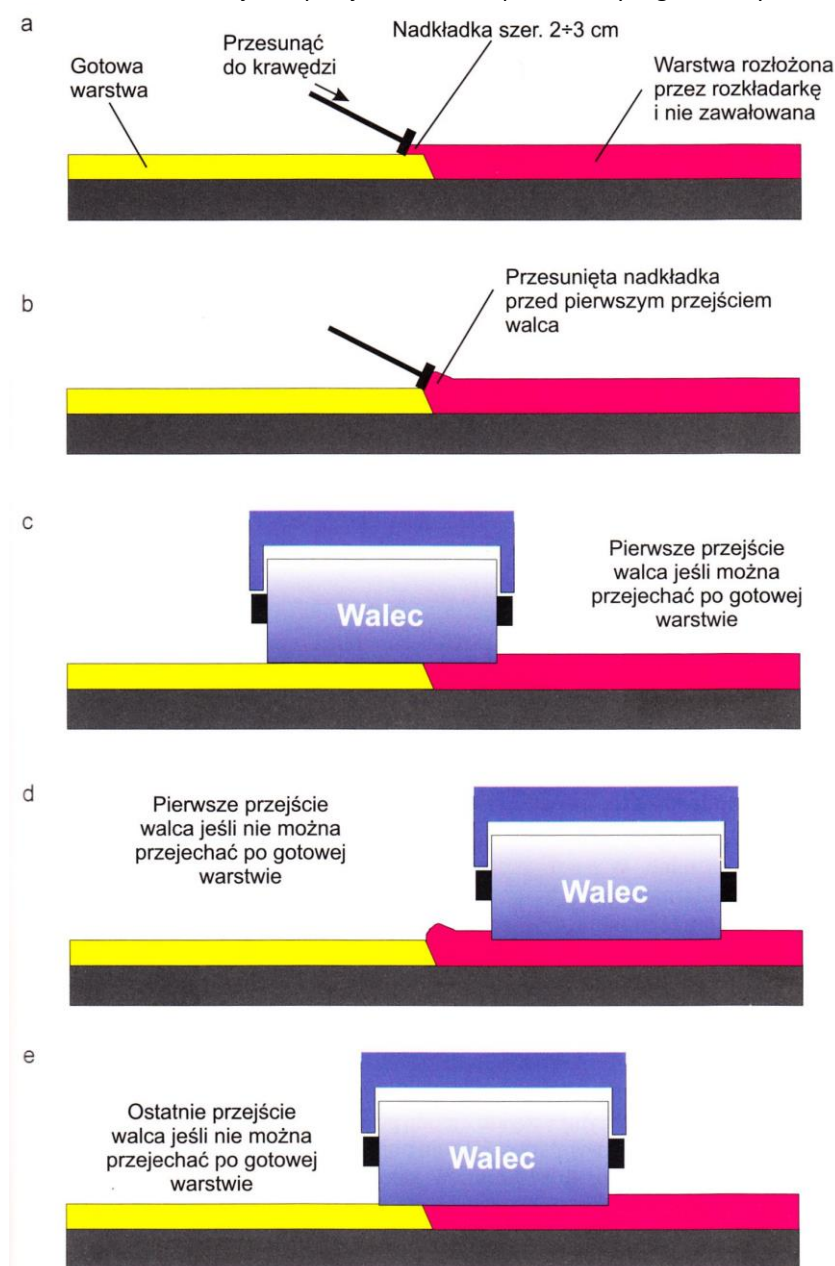 a
Przesunąć
do krawędzi
Nadkładka szer. 2÷3 cm
Gotowa
warstwa
Warstwa rozłożona
przez rozkładarkę
i nie zawałowana
b
Przesunięta nadkładka
przed pierwszym przejściem
walca
c
Walec
Pierwsze przejście
walca jeśli można
przejechać po gotowej
warstwie
d
Pierwsze przejście
walca jeśli nie można
przejechać po gotowej
warstwie
Walec
e
Ostatnie przejście
walca jeśli nie można
przejechać po gotowej
warstwie
Walec